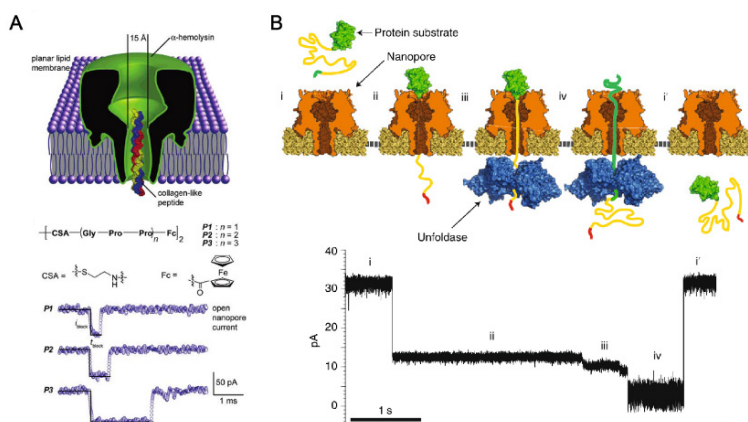 A
15 Å
α-hemolysin
planar lipid
membrane
collagen-like
peptide
CSA Gly Pro Pro n Fc 2
P1 : n = 1
P2 : n = 2
P3 : n = 3
CSA = S N H
Fc = Fe O
P1
open
nanopore
current
t block
P2
t block
P3
50 pA
1 ms
B
Protein substrate
Nanopore
i ii iii iv i'
Unfoldase
40
30
20
10
0
pA
i
ii
iii
iv
i'
1 s